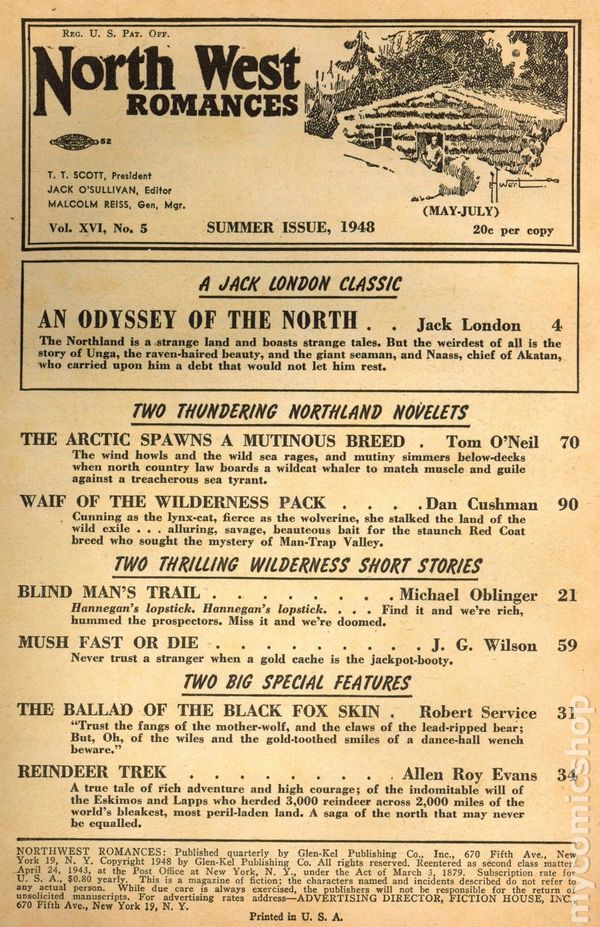 REG. U. S. PAT. OFF.
North West
ROMANCES
52
T. T. SCOTT, President
JACK O'SULLIVAN, Editor
MALCOLM REISS, Gen, Mgr.
(MAY-JULY)
Vol. XVI, No. 5 SUMMER ISSUE, 1948 20c per copy
A JACK LONDON CLASSIC
AN ODYSSEY OF THE NORTH . . Jack London 4
The Northland is a strange land and boasts strange tales. But the weirdest of all is the
story of Unga, the raven-haired beauty, and the giant seaman, and Naass, chief of Akatan,
who carried upon him a debt that would not let him rest.
TWO THUNDERING NORTHLAND NOVELETS
THE ARCTIC SPAWNS A MUTINOUS BREED . Tom O'Neil 70
The wind howls and the wild sea rages, and mutiny simmers below-decks
when north country law boards a wildcat whaler to match muscle and guile
against a treacherous sea tyrant.
WAIF OF THE WILDERNESS PACK . . . . Dan Cushman 90
Cunning as the lynx-cat, fierce as the wolverine, she stalked the land of the
wild exile . . . alluring, savage, beauteous bait for the staunch Red Coat
breed who sought the mystery of Man-Trap Valley.
TWO THRILLING WILDERNESS SHORT STORIES
BLIND MAN'S TRAIL . . . . . . . . Michael Oblinger 21
Hannegan's lopstick. Hannegan's lopstick. . . . Find it and we're rich,
hummed the prospectors. Miss it and we're doomed.
MUSH FAST OR DIE . . . . . . . . . J. G. Wilson 59
Never trust a stranger when a gold cache is the jackpot-booty.
TWO BIG SPECIAL FEATURES
THE BALLAD OF THE BLACK FOX SKIN . Robert Service 31
"Trust the fangs of the mother-wolf, and the claws of the lead-ripped bear;
But, Oh, of the wiles and the gold-toothed smiles of a dance-hall wench
beware."
REINDEER TREK . . . . . . . . Allen Roy Evans 34
A true tale of rich adventure and high courage; of the indomitable will of
the Eskimos and Lapps who herded 3,000 reindeer across 2,000 miles of the
world's bleakest, most peril-laden land. A saga of the north that may never
be equalled.
NORTHWEST ROMANCES: Published quarterly by Glen-Kel Publishing Co., Inc., 670 Fifth Ave., New
York 19, N. Y. Copyright 1948 by Glen-Kel Publishing Co. All rights reserved. Reentered as second class matter
April 24, 1943, at the Post Office at New York, N. Y., under the Act of March 3, 1879. Subscription rate for
U. S. A., $0.80 yearly. This is a magazine of fiction; the characters named and incidents described do not refer to
any actual person. While due care is always exercised, the publishers will not be responsible for the return of
unsolicited manuscripts. For advertising rates address—ADVERTISING DIRECTOR, FICTION HOUSE, INC.
670 Fifth Ave., New York 19, N. Y.
Printed in U. S. A.
mycomicshop